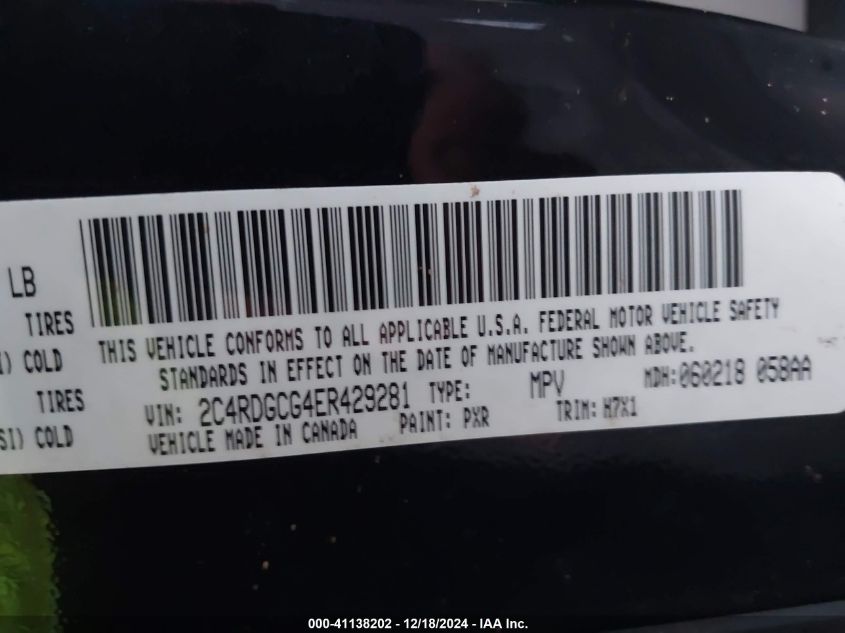 LB
TIRES
I) COLD
TIRES
SI) COLD
THIS VEHICLE CONFORMS TO ALL APPLICABLE U.S.A. FEDERAL MOTOR VEHICLE SAFETY
STANDARDS IN EFFECT ON THE DATE OF MANUFACTURE SHOWN ABOVE.
VIN: 2C4RDGCG4ER429281 TYPE: MPV MDH: 060218 058AA
VEHICLE MADE IN CANADA PAINT: PXR TRIM: H7X1
000-41138202 - 12/18/2024 - IAA Inc.